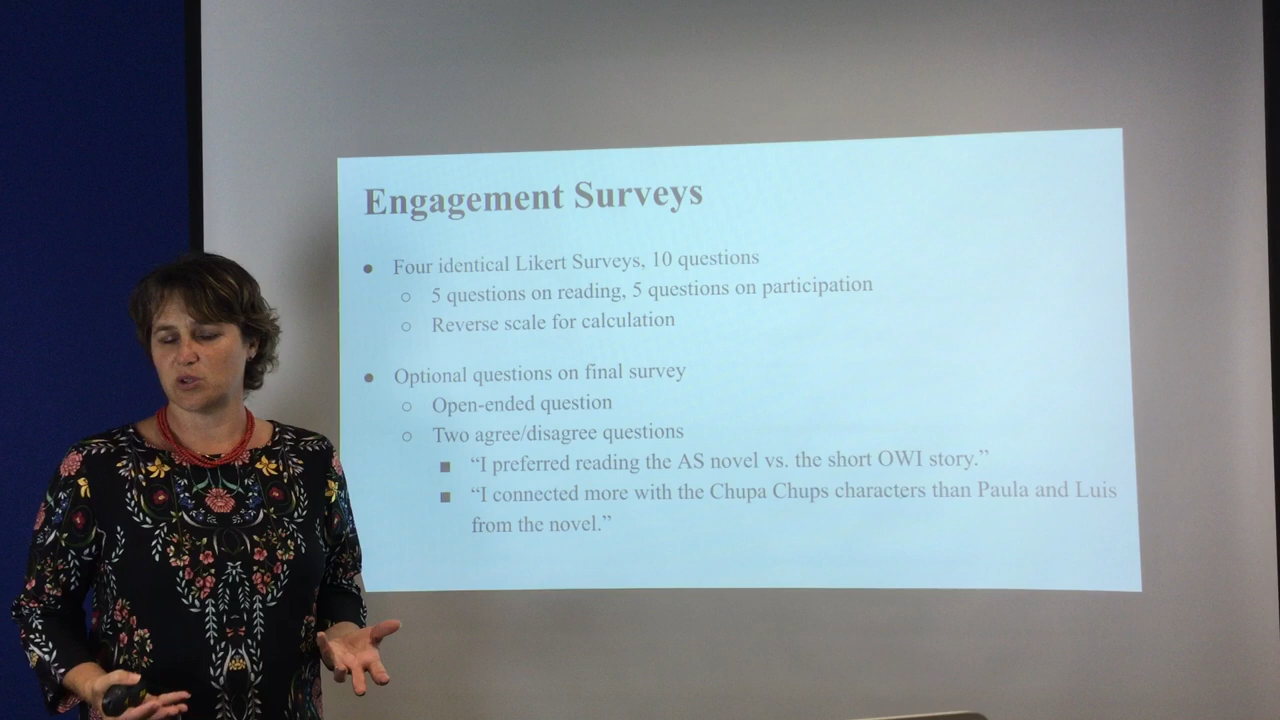 Engagement Surveys
● Four identical Likert Surveys, 10 questions
○ 5 questions on reading, 5 questions on participation
○ Reverse scale for calculation
● Optional questions on final survey
○ Open-ended question
○ Two agree/disagree questions
■ “I preferred reading the AS novel vs. the short OWI story.”
■ “I connected more with the Chupa Chups characters than Paula and Luis
from the novel.”